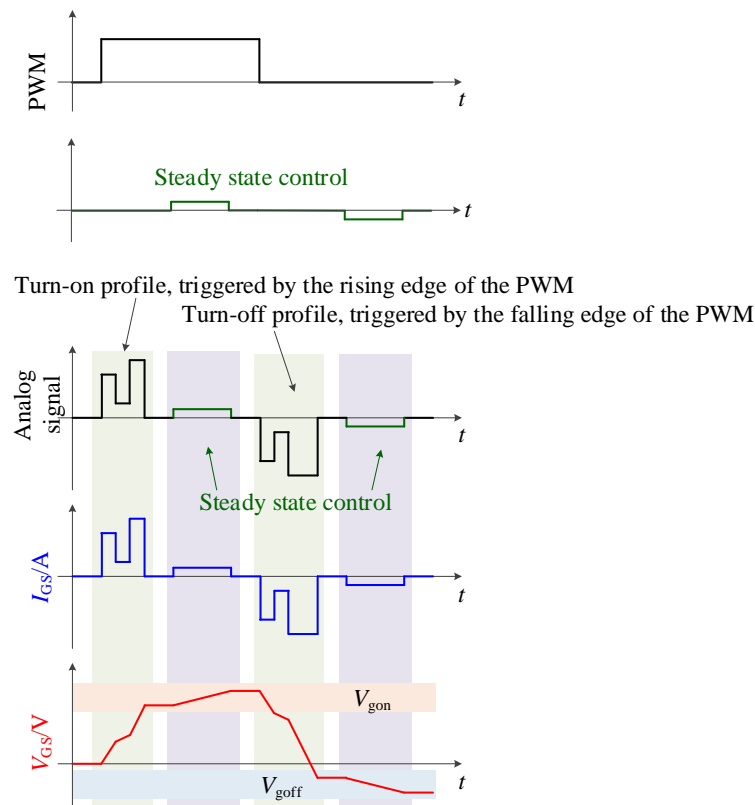 PWM
t
Steady state control
t
Turn-on profile, triggered by the rising edge of the PWM
Turn-off profile, triggered by the falling edge of the PWM
Analog
signal
t
Steady state control
IGS/A
t
Vgon
VGS/V
t
Vgoff